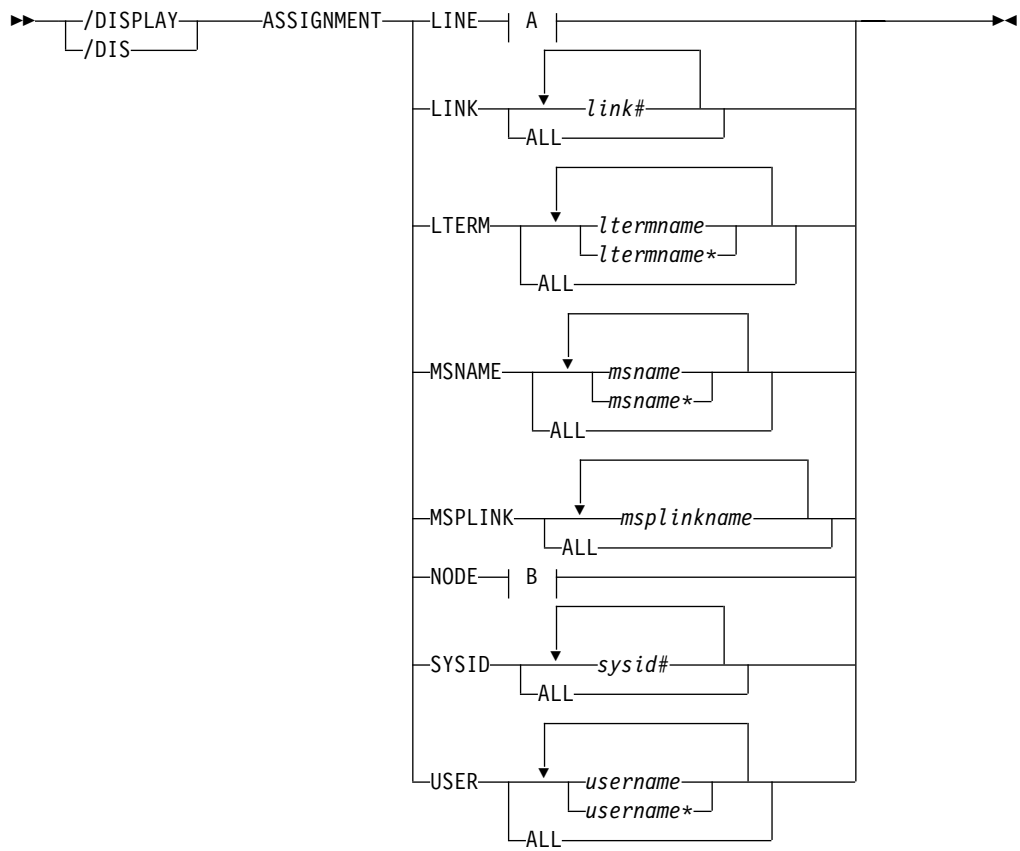 /DISPLAY ASSIGNMENT LINE A
/DIS
LINK link#
ALL
LTERM ltermname
ltermname*
ALL
MSNAME msname
msname*
ALL
MSPLINK msplinkname
ALL
NODE B
SYSID sysid#
ALL
USER username
username*
ALL